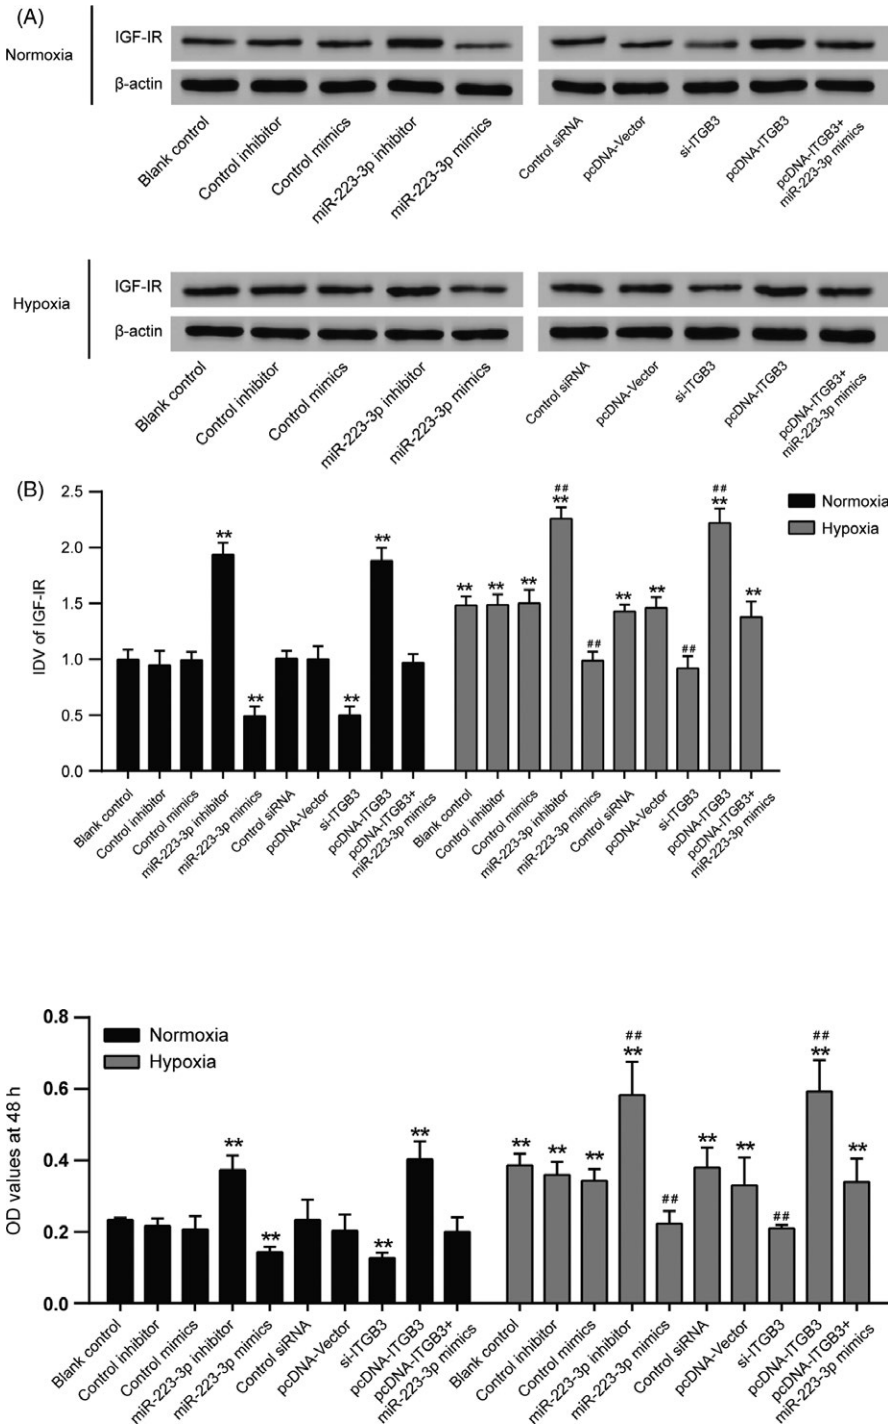 (A)
Normoxia
IGF-IR
β-actin
Blank control
Control inhibitor
Control mimics
miR-223-3p inhibitor
miR-223-3p mimics
Control siRNA
pcDNA-Vector
si-ITGB3
pcDNA-ITGB3
pcDNA-ITGB3+
miR-223-3p mimics
Hypoxia
IGF-IR
β-actin
Blank control
Control inhibitor
Control mimics
miR-223-3p inhibitor
miR-223-3p mimics
Control siRNA
pcDNA-Vector
si-ITGB3
pcDNA-ITGB3
pcDNA-ITGB3+
miR-223-3p mimics
(B)
IDV of IGF-IR
2.5
2.0
1.5
1.0
0.5
0.0
** ** ** **
** ** ** ## ** ## ** ** ## ## ** **
Normoxia
Hypoxia
Blank control
Control inhibitor
Control mimics
miR-223-3p inhibitor
miR-223-3p mimics
Control siRNA
pcDNA-Vector
si-ITGB3
pcDNA-ITGB3
pcDNA-ITGB3+
miR-223-3p mimics
Blank control
Control inhibitor
Control mimics
miR-223-3p inhibitor
miR-223-3p mimics
Control siRNA
pcDNA-Vector
si-ITGB3
pcDNA-ITGB3
pcDNA-ITGB3+
miR-223-3p mimics
OD values at 48 h
0.8
0.6
0.4
0.2
0.0
Normoxia
Hypoxia
** ** ** **
** ** ** ## ** ## ** ** ## ## ** **
Blank control
Control inhibitor
Control mimics
miR-223-3p inhibitor
miR-223-3p mimics
Control siRNA
pcDNA-Vector
si-ITGB3
pcDNA-ITGB3
pcDNA-ITGB3+
miR-223-3p mimics
Blank control
Control inhibitor
Control mimics
miR-223-3p inhibitor
miR-223-3p mimics
Control siRNA
pcDNA-Vector
si-ITGB3
pcDNA-ITGB3
pcDNA-ITGB3+
miR-223-3p mimics